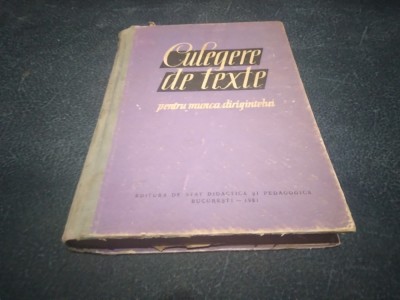 Culegere
de texte
pentru munca dirigintelui
EDITURA DE STAT DIDACTICĂ ȘI PEDAGOGICĂ
BUCUREȘTI - 1961